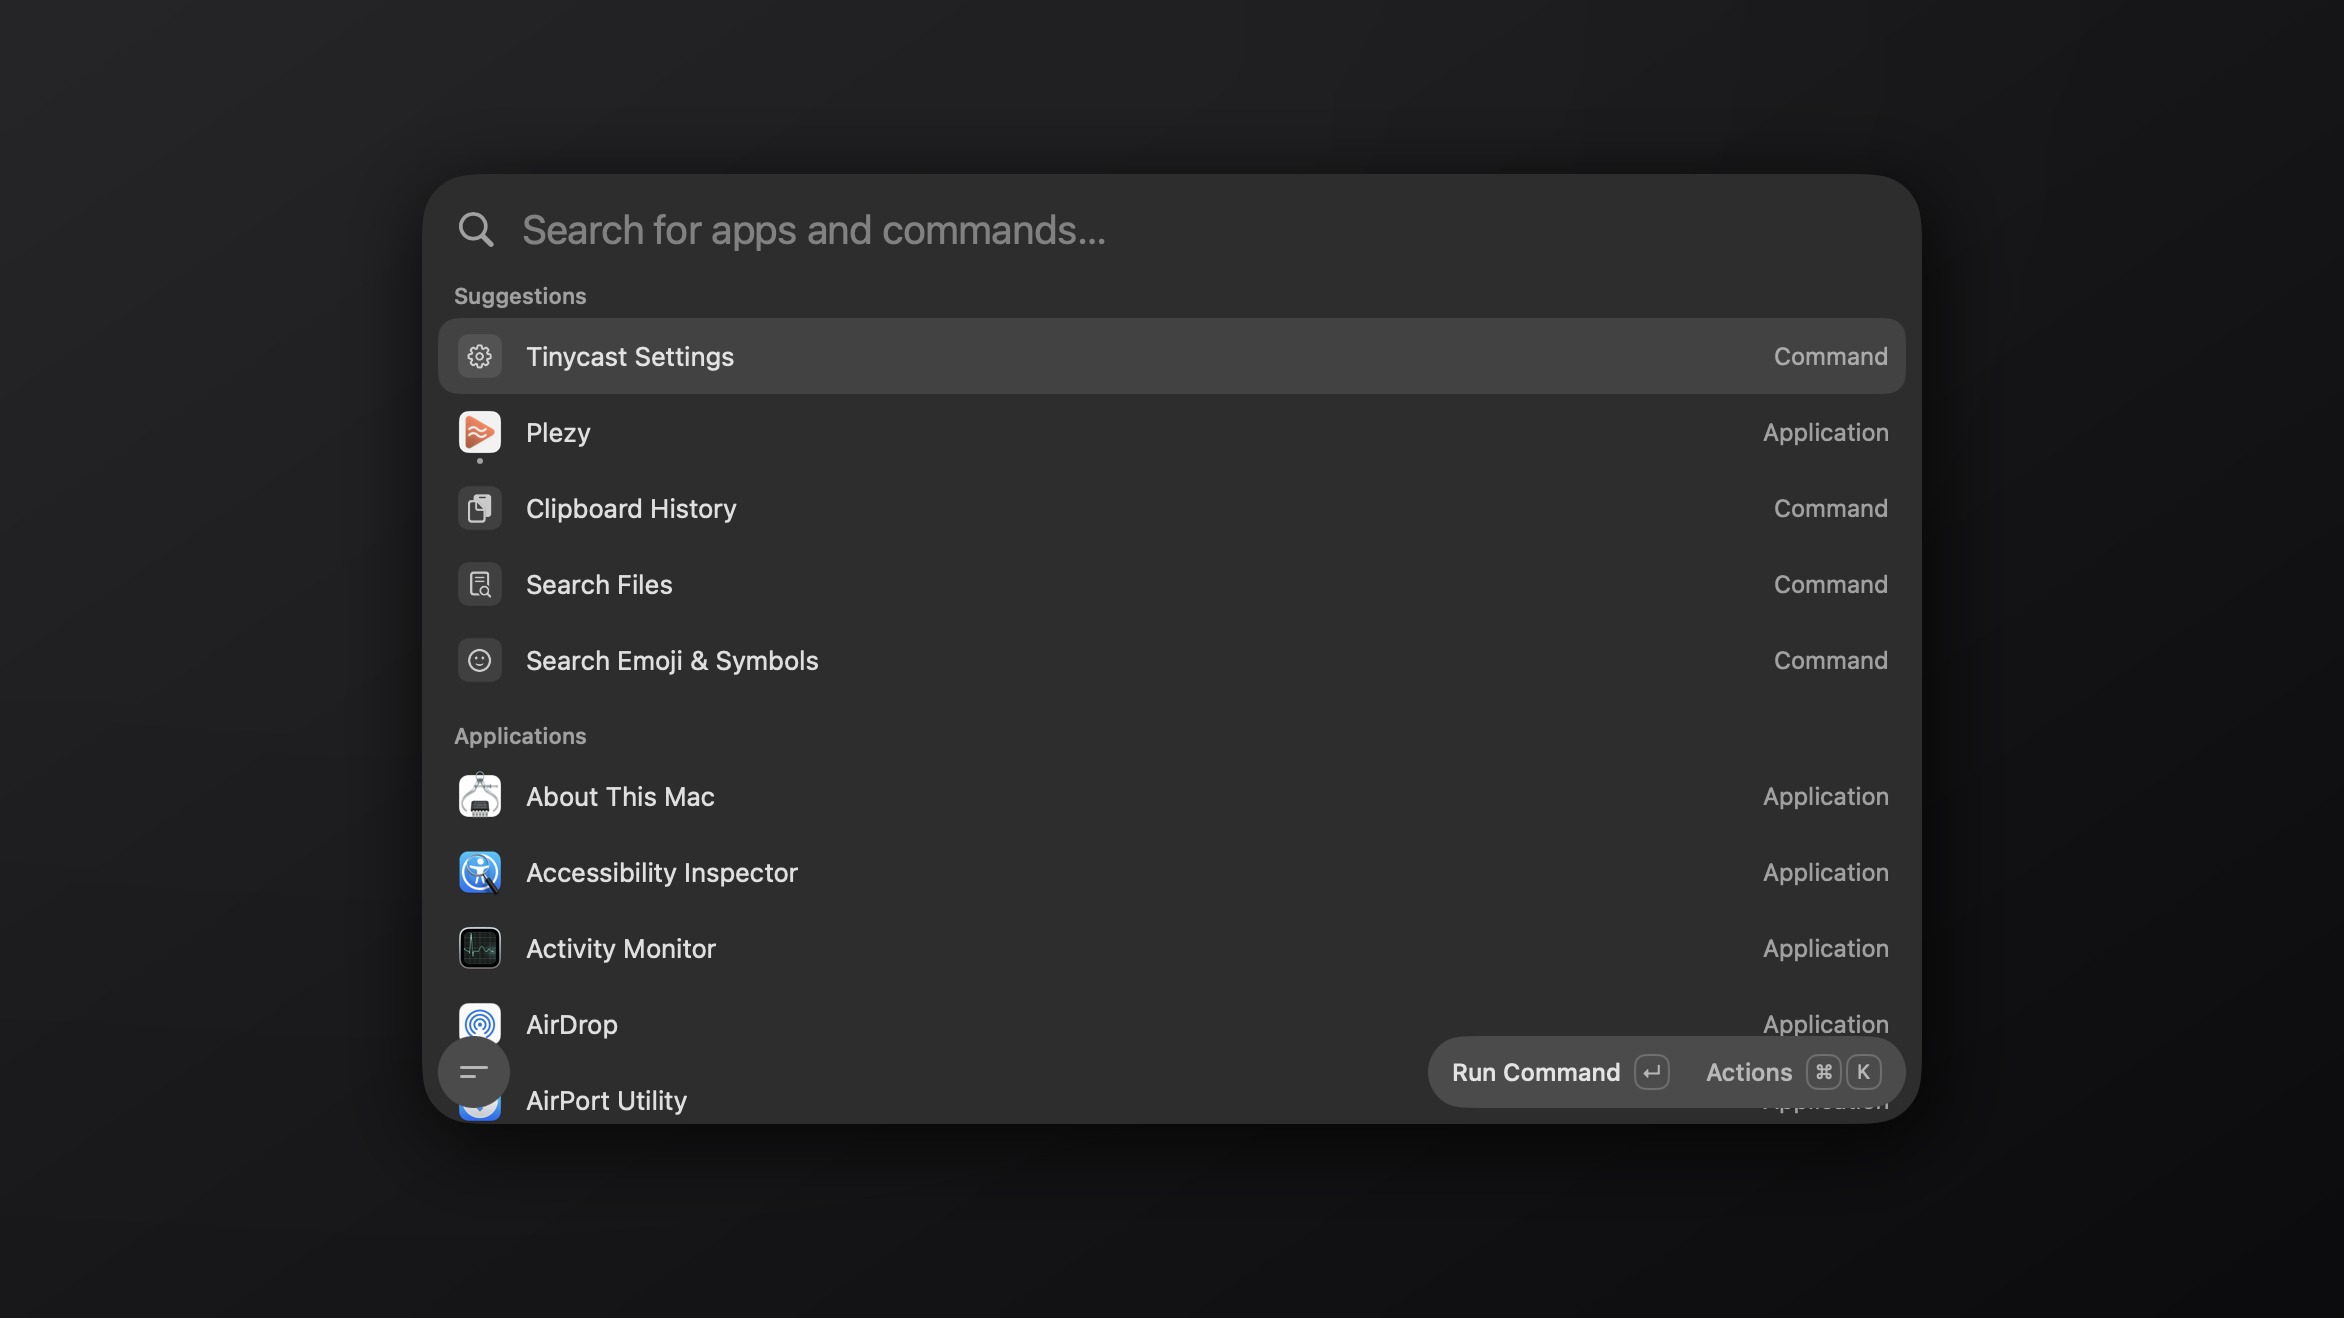 Search for apps and commands...
Suggestions
Tinycast Settings Command
Plezy Application
Clipboard History Command
Search Files Command
Search Emoji & Symbols Command
Applications
About This Mac Application
Accessibility Inspector Application
Activity Monitor Application
AirDrop Application
Run Command ↵ Actions ⌘ K
AirPort Utility